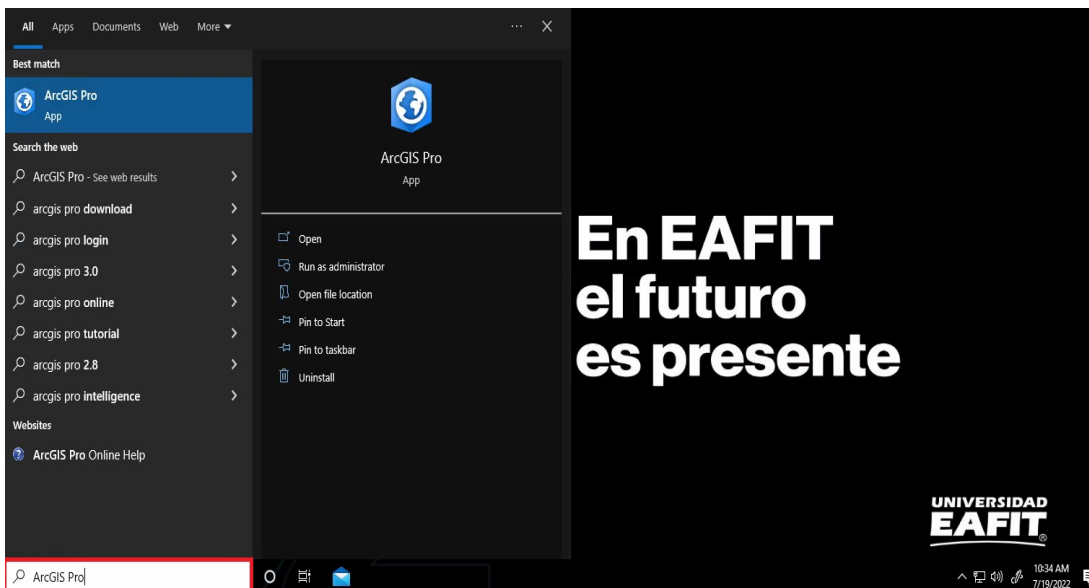 All Apps Documents Web More
Best match
ArcGIS Pro
App
Search the web
ArcGIS Pro - See web results
arcgis pro download
arcgis pro login
arcgis pro 3.0
arcgis pro online
arcgis pro tutorial
arcgis pro 2.8
arcgis pro intelligence
Websites
ArcGIS Pro Online Help
ArcGIS Pro
ArcGIS Pro
App
Open
Run as administrator
Open file location
Pin to Start
Pin to taskbar
Uninstall
En EAFIT
el futuro
es presente
UNIVERSIDAD
EAFIT®
10:34 AM
7/19/2022